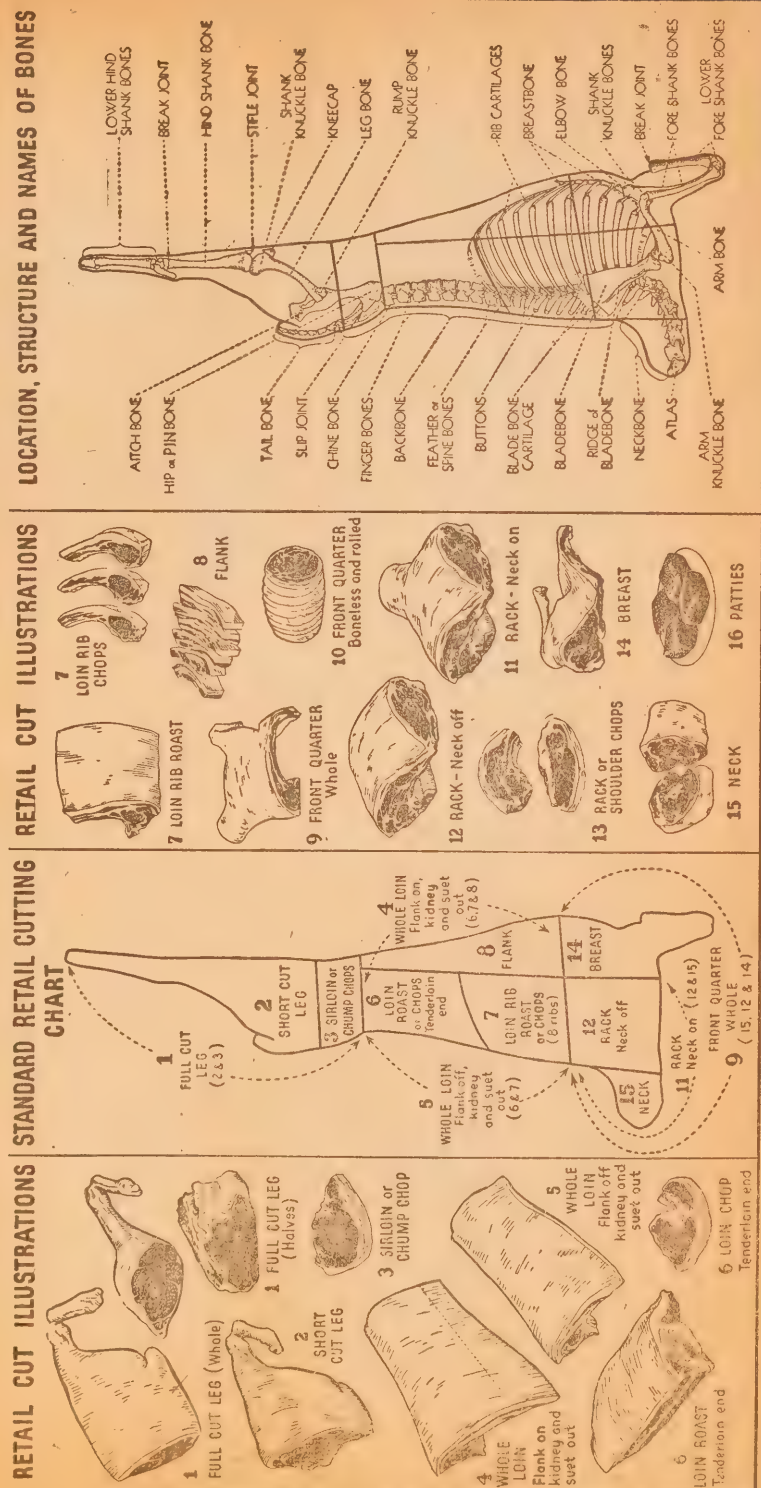 RETAIL CUT ILLUSTRATIONS
1
FULL CUT LEG (Whole)
1 FULL CUT LEG
(Halves)
2
SHORT
CUT LEG
3 SIRLOIN or
CHUMP CHOP
4
WHOLE
LOIN
Flank on
kidney and
suet out
5
WHOLE
LOIN
Flank off
kidney and
suet out
6
LOIN ROAST
Tenderloin end
6 LOIN CHOP
Tenderloin end
STANDARD RETAIL CUTTING
CHART
1
FULL CUT
LEG
(2 & 3)
2
SHORT CUT
LEG
3 SIRLOIN or
CHUMP CHOPS
4
WHOLE LOIN
Flank on,
kidney
and suet
out
(6,7&8)
5
WHOLE LOIN
Flank off,
kidney
and suet
out
(6&7)
6
LOIN
ROAST
or CHOPS
Tenderloin
end
7
LOIN RIB
ROAST
or CHOPS
(8 ribs)
8
FLANK
12
RACK
Neck off
14
BREAST
15
NECK
11 RACK
Neck on (12 & 15)
FRONT QUARTER
WHOLE
9 (15, 12 & 14)
RETAIL CUT ILLUSTRATIONS
7
LOIN RIB
CHOPS
7 LOIN RIB ROAST
8
FLANK
9 FRONT QUARTER
Whole
10 FRONT QUARTER
Boneless and rolled
12 RACK - Neck off
11 RACK - Neck on
13 RACK or
SHOULDER CHOPS
14 BREAST
15 NECK
16 PATTIES
LOCATION, STRUCTURE AND NAMES OF BONES
LOWER HIND
SHANK BONES
BREAK JOINT
HIND SHANK BONE
STIFLE JOINT
SHANK
KNUCKLE BONE
KNEECAP
LEG BONE
RUMP
KNUCKLE BONE
RIB CARTILAGES
BREASTBONE
ELBOW BONE
SHANK
KNUCKLE BONES
BREAK JOINT
FORE SHANK BONES
LOWER
FORE SHANK BONES
AITCH BONE
HIP or PIN BONE
TAIL BONE
SLIP JOINT
CHINE BONE
FINGER BONES
BACKBONE
FEATHER or
SPINE BONES
BUTTONS
BLADE BONE
CARTILAGE
BLADEBONE
RIDGE of
BLADEBONE
NECKBONE
ATLAS
ARM
KNUCKLE BONE
ARM BONE